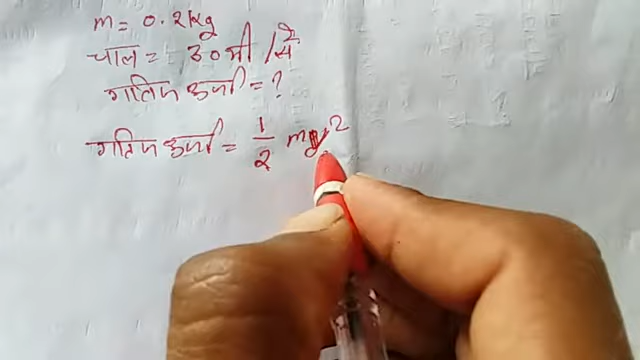 m = 0.2kg
चाल = 30मी/से
गतिज ऊर्जा = ?
गतिज ऊर्जा = 1/2 mv²